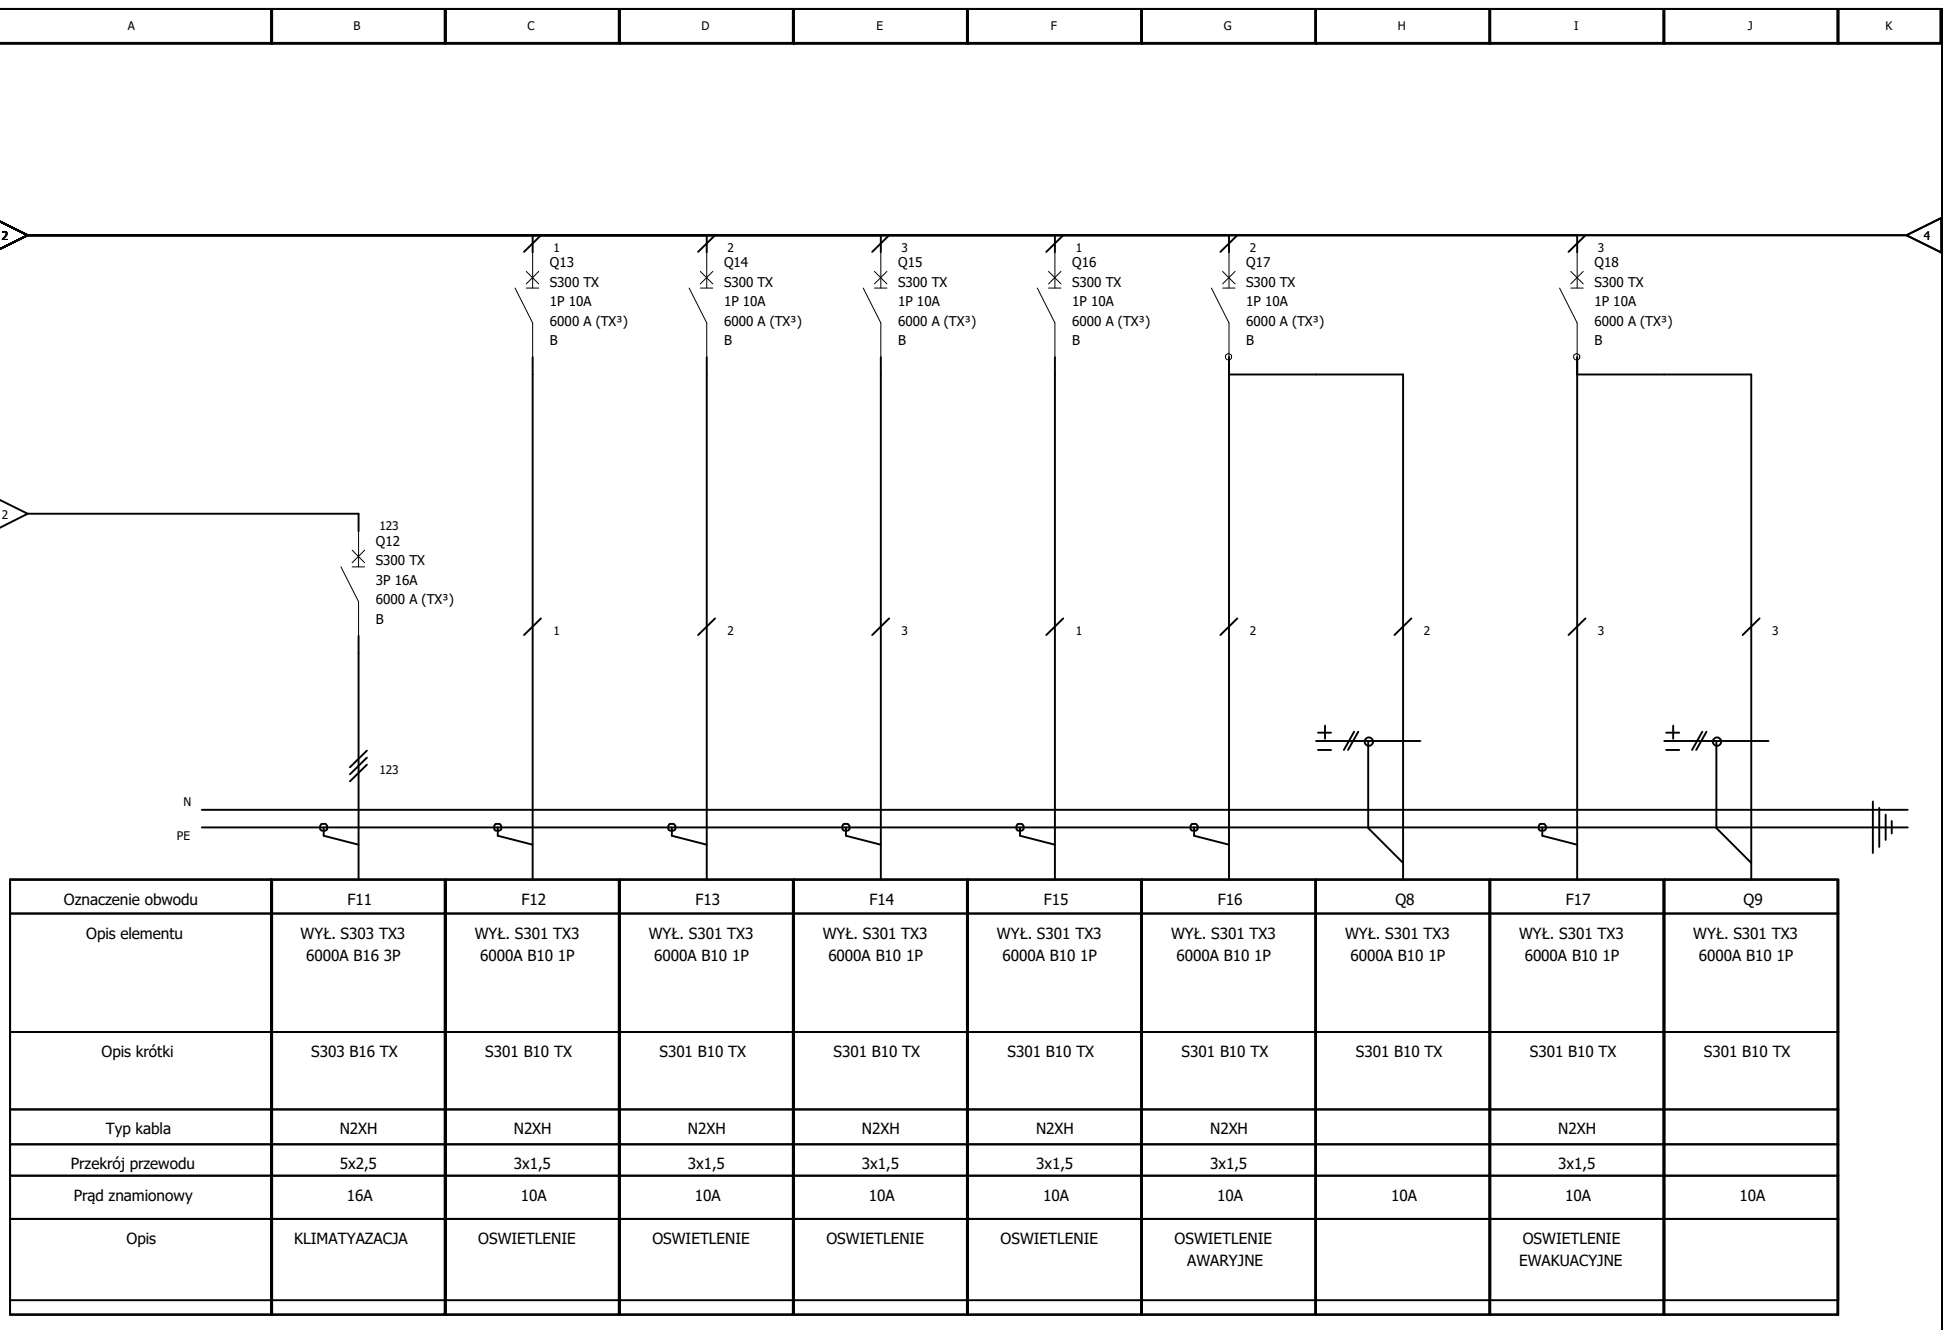 A B C D E F G H I J K
2
4
1
Q13
S300 TX
1P 10A
6000 A (TX³)
B
2
Q14
S300 TX
1P 10A
6000 A (TX³)
B
3
Q15
S300 TX
1P 10A
6000 A (TX³)
B
1
Q16
S300 TX
1P 10A
6000 A (TX³)
B
2
Q17
S300 TX
1P 10A
6000 A (TX³)
B
3
Q18
S300 TX
1P 10A
6000 A (TX³)
B
2
123
Q12
S300 TX
3P 16A
6000 A (TX³)
B
1 2 3 1 2 2 3 3
123
N
PE
Oznaczenie obwodu F11 F12 F13 F14 F15 F16 Q8 F17 Q9
Opis elementu WYŁ. S303 TX3 WYŁ. S301 TX3 WYŁ. S301 TX3 WYŁ. S301 TX3 WYŁ. S301 TX3 WYŁ. S301 TX3 WYŁ. S301 TX3 WYŁ. S301 TX3 WYŁ. S301 TX3
6000A B16 3P 6000A B10 1P 6000A B10 1P 6000A B10 1P 6000A B10 1P 6000A B10 1P 6000A B10 1P 6000A B10 1P 6000A B10 1P
Opis krótki S303 B16 TX S301 B10 TX S301 B10 TX S301 B10 TX S301 B10 TX S301 B10 TX S301 B10 TX S301 B10 TX S301 B10 TX
Typ kabla N2XH N2XH N2XH N2XH N2XH N2XH N2XH
Przekrój przewodu 5x2,5 3x1,5 3x1,5 3x1,5 3x1,5 3x1,5 3x1,5
Prąd znamionowy 16A 10A 10A 10A 10A 10A 10A 10A 10A
Opis KLIMATYAZACJA OSWIETLENIE OSWIETLENIE OSWIETLENIE OSWIETLENIE OSWIETLENIE OSWIETLENIE
AWARYJNE EWAKUACYJNE